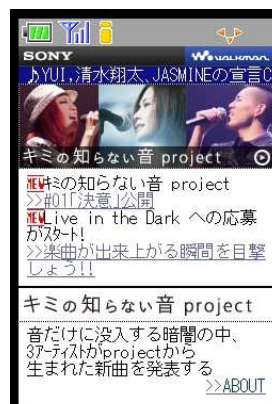 SONY WALKMAN
♪YUI,清水翔太、JASMINEの宣言C
キミの知らない音 project
NEWキミの知らない音 project
>>#01「決意」公開
NEWLive in the Dark への応募
がスタート!
>>楽曲が出来上がる瞬間を目撃
しよう!!
キミの知らない音 project
音だけに没入する暗闇の中、
3アーティストがprojectから
生まれた新曲を発表する
>>ABOUT